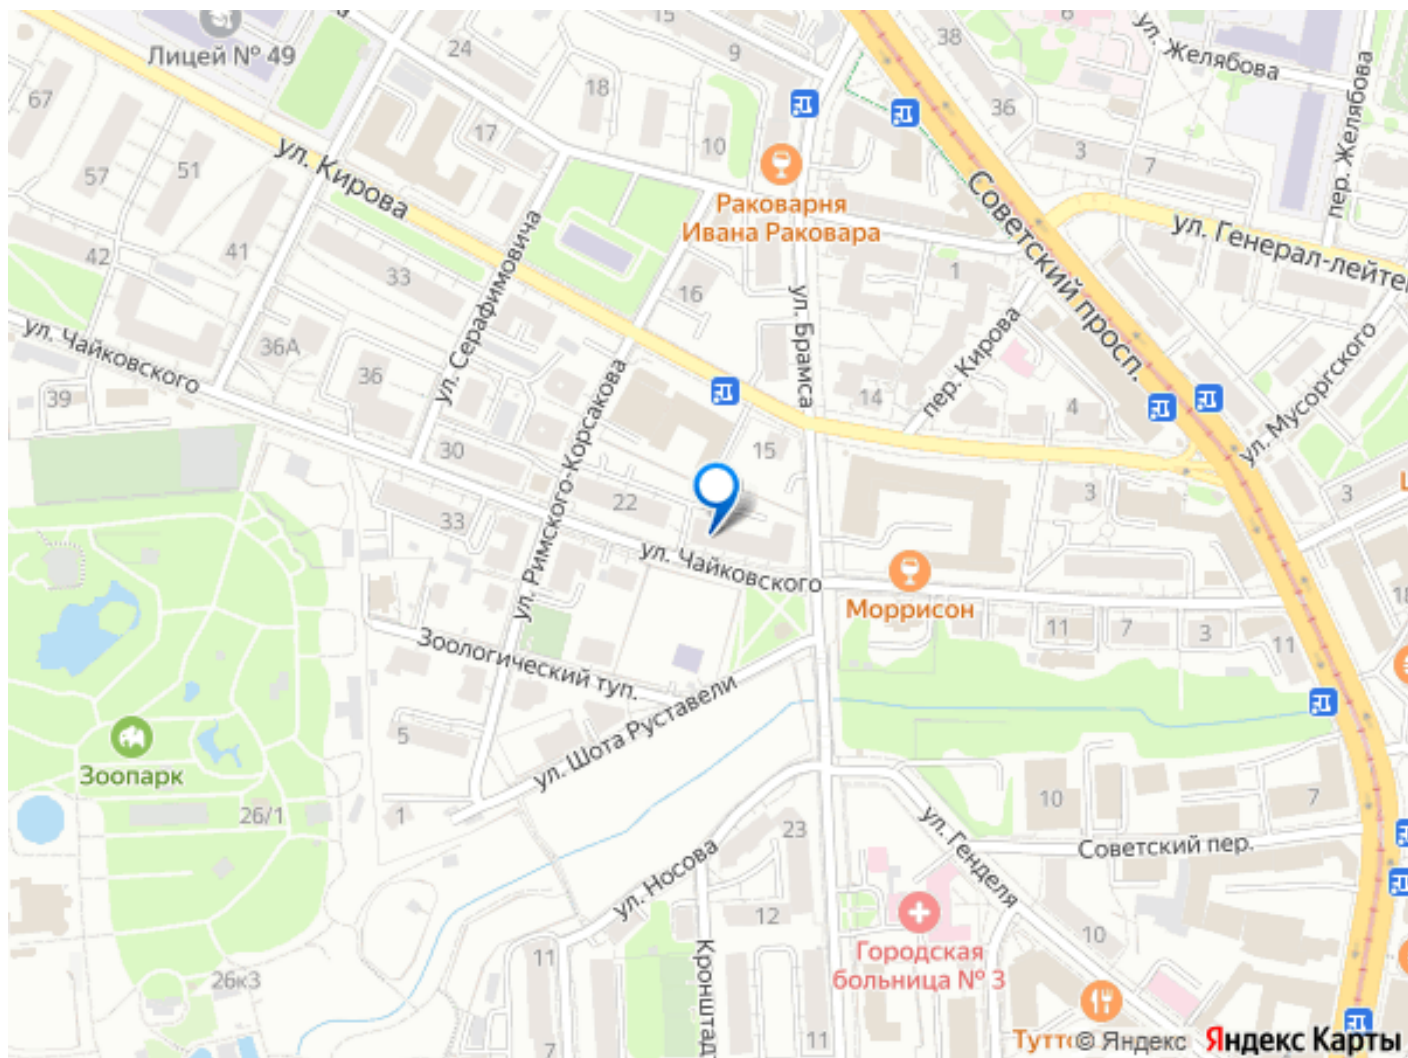 15
38
6
ул. Желябова
24
9
Лицей № 49
67
18
36
пер. Желябова
17
10
3
7
ул. Кирова
51
57
Советский просп.
Раковарня
Ивана Раковара
ул. Генерал-лейте
42
41
ул. Серафимовича
33
16
1
ул. Брамса
ул. Чайковского
36А
пер. Кирова
ул. Мусоргского
36
ул. Римского-Корсакова
39
14
4
30
15
22
3
3
33
ул. Чайковского
Моррисон
11
7
3
11
18
Зоологический туп.
5
ул. Шота Руставели
Зоопарк
26/1
1
10
7
23
ул. Генделя
Советский пер.
ул. Носова
12
10
11
Кронштад
Городская
больница № 3
26к3
7
11
Тутто
© Яндекс
Яндекс Карты